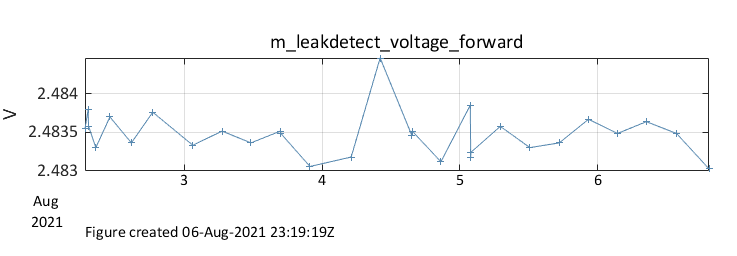 m_leakdetect_voltage_forward
V
2.484
2.4835
2.483
3 4 5 6
Aug
2021
Figure created 06-Aug-2021 23:19:19Z